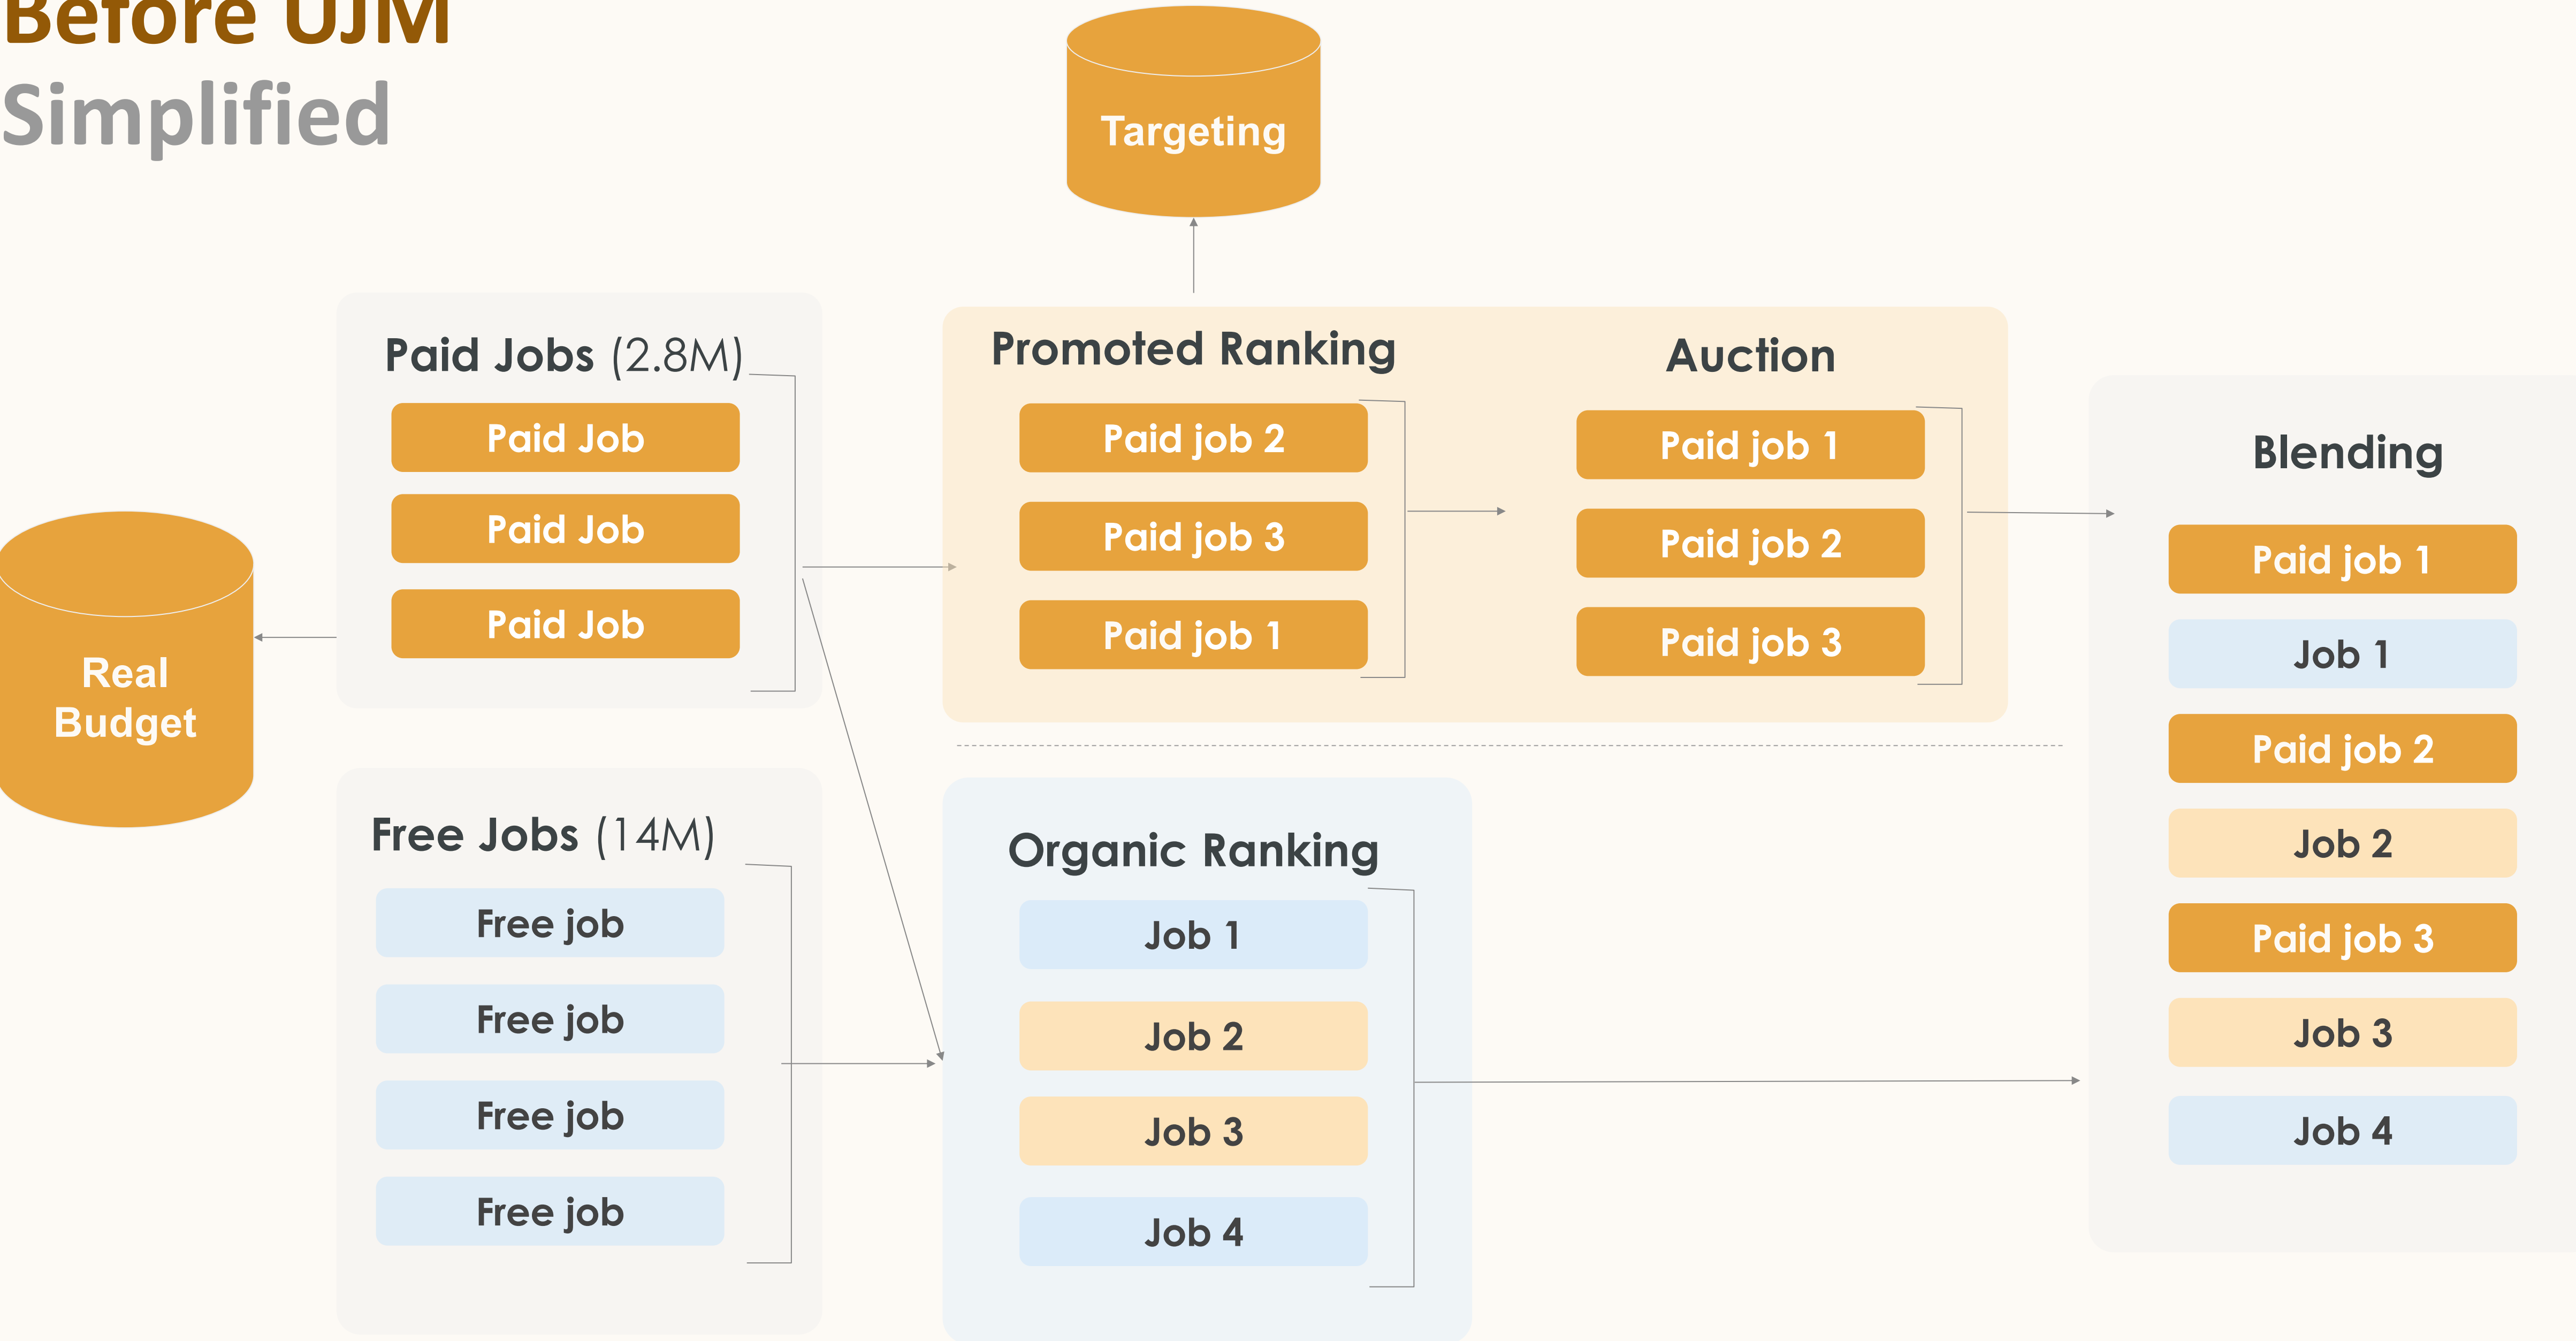 Before UJM
Simplified
Targeting
Paid Jobs (2.8M)
Paid Job
Paid Job
Paid Job
Real
Budget
Promoted Ranking
Paid job 2
Paid job 3
Paid job 1
Auction
Paid job 1
Paid job 2
Paid job 3
Free Jobs (14M)
Free job
Free job
Free job
Free job
Organic Ranking
Job 1
Job 2
Job 3
Job 4
Blending
Paid job 1
Job 1
Paid job 2
Job 2
Paid job 3
Job 3
Job 4